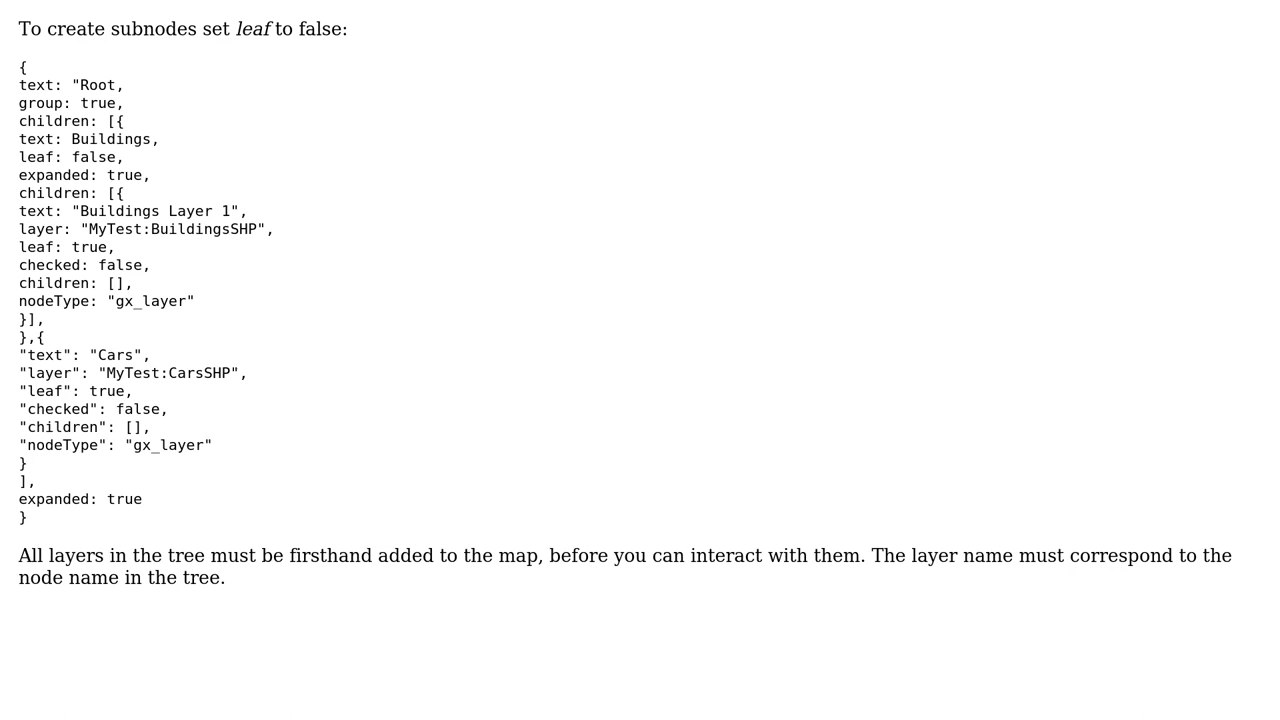 To create subnodes set leaf to false:
{
text: "Root,
group: true,
children: [{
text: Buildings,
leaf: false,
expanded: true,
children: [{
text: "Buildings Layer 1",
layer: "MyTest:BuildingsSHP",
leaf: true,
checked: false,
children: [],
nodeType: "gx_layer"
}],
},{
"text": "Cars",
"layer": "MyTest:CarsSHP",
"leaf": true,
"checked": false,
"children": [],
"nodeType": "gx_layer"
}
],
expanded: true
}
All layers in the tree must be firsthand added to the map, before you can interact with them. The layer name must correspond to the
node name in the tree.